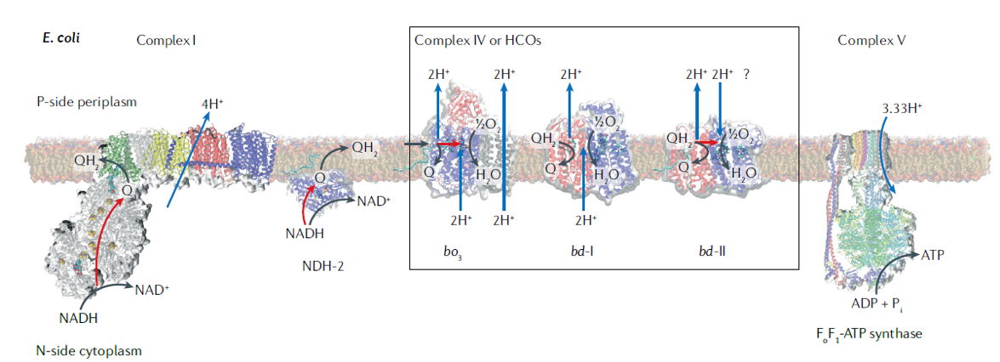 E. coli
Complex I
Complex IV or HCOs
Complex V
P-side periplasm
4H⁺
2H⁺
2H⁺
2H⁺
2H⁺ 2H⁺ ?
3.33H⁺
QH₂
Q
QH₂
Q
NAD⁺
NADH
NDH-2
Q
½O₂
H₂O
2H⁺
2H⁺
bo₃
QH₂
Q
½O₂
H₂O
2H⁺
bd-I
QH₂
Q
½O₂
H₂O
bd-II
ATP
ADP + Pᵢ
FₒF₁-ATP synthase
NAD⁺
NADH
N-side cytoplasm